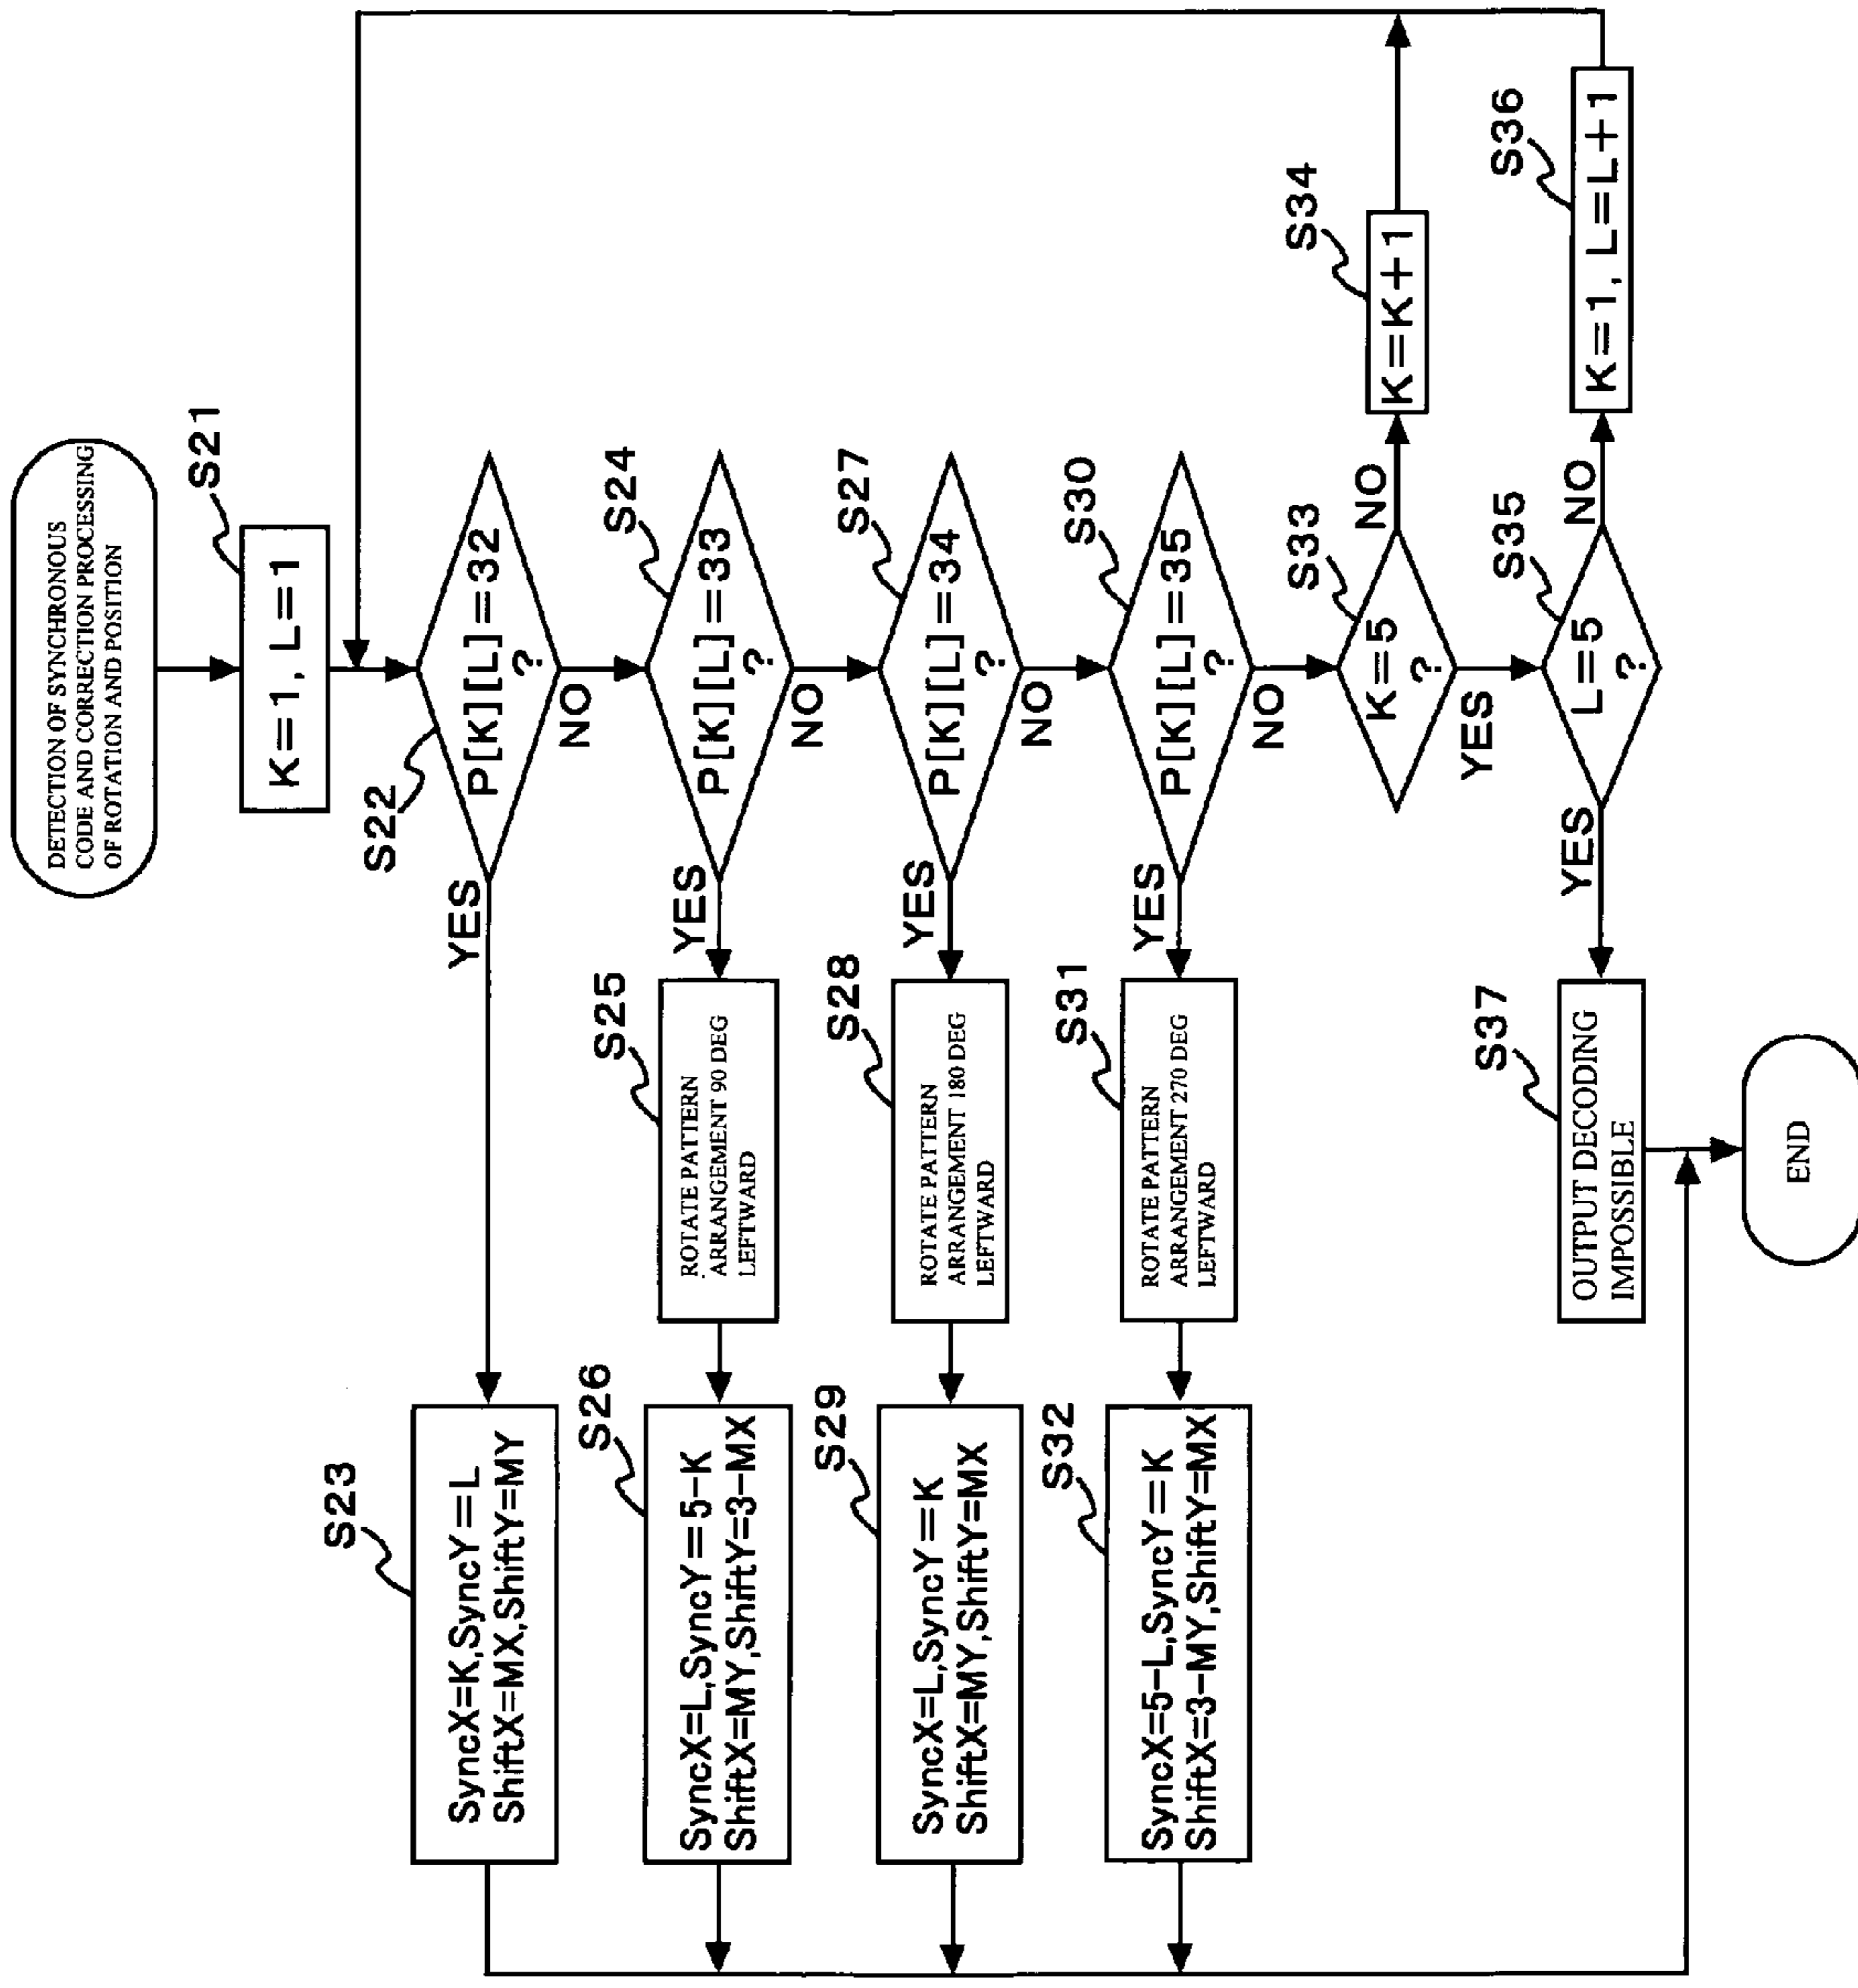 DETECTION OF SYNCHRONOUS
CODE AND CORRECTION PROCESSING
OF ROTATION AND POSITION
S21
K=1, L=1
S22
P[K][L]=32
?
YES
NO
S23
SyncX=K,SyncY=L
ShiftX=MX,ShiftY=MY
S24
P[K][L]=33
?
YES
NO
S25
ROTATE PATTERN
ARRANGEMENT 90 DEG
LEFTWARD
S26
SyncX=L,SyncY=5-K
ShiftX=MY,ShiftY=3-MX
S27
P[K][L]=34
?
YES
NO
S28
ROTATE PATTERN
ARRANGEMENT 180 DEG
LEFTWARD
S29
SyncX=L,SyncY=K
ShiftX=MY,ShiftY=MX
S30
P[K][L]=35
?
YES
NO
S31
ROTATE PATTERN
ARRANGEMENT 270 DEG
LEFTWARD
S32
SyncX=5-L,SyncY=K
ShiftX=3-MY,ShiftY=MX
S33
K=5
?
NO
YES
S34
K=K+1
S35
L=5
?
NO
YES
S36
K=1, L=L+1
S37
OUTPUT DECODING
IMPOSSIBLE
END